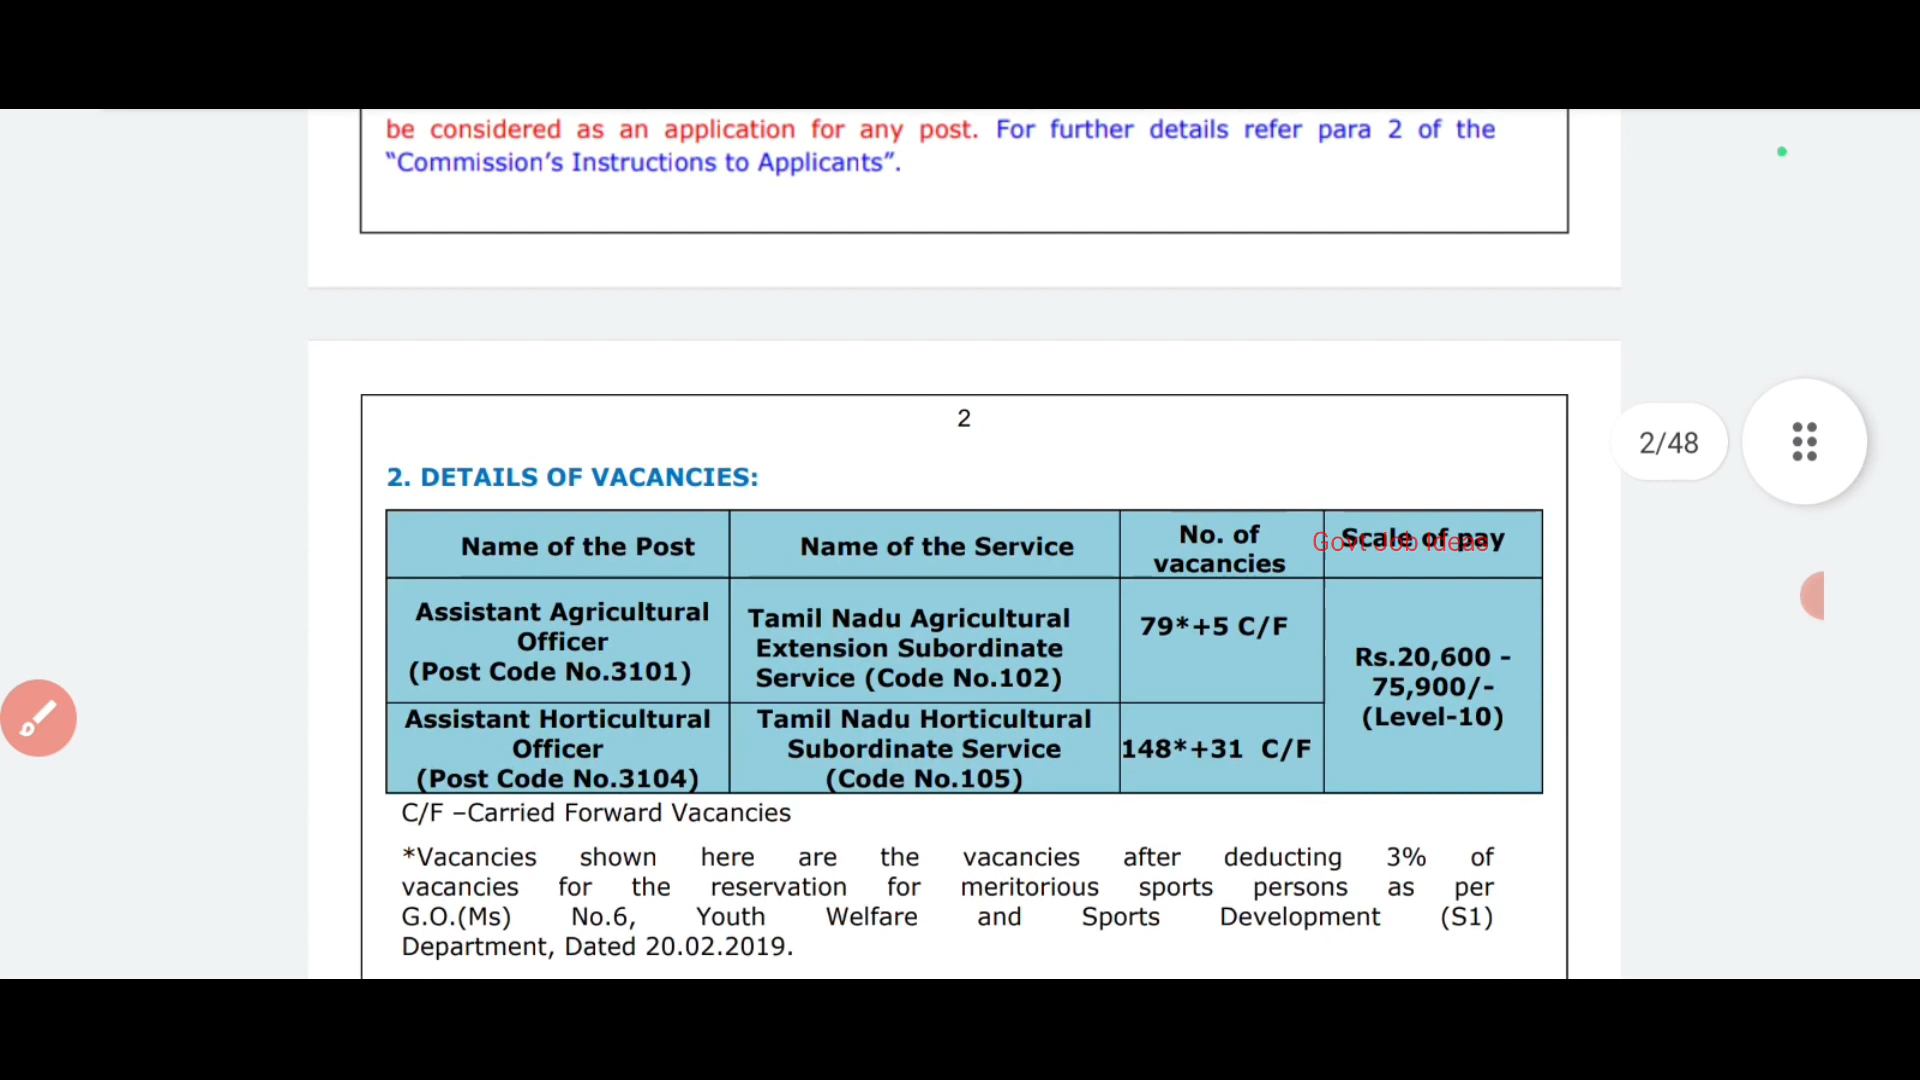 be considered as an application for any post. For further details refer para 2 of the
“Commission’s Instructions to Applicants”.
2
2/48
2. DETAILS OF VACANCIES:
Name of the Post
Name of the Service
No. of
vacancies
Scale of pay
Govt Job Ideas
Assistant Agricultural
Officer
(Post Code No.3101)
Tamil Nadu Agricultural
Extension Subordinate
Service (Code No.102)
79*+5 C/F
Rs.20,600 -
75,900/-
(Level-10)
Assistant Horticultural
Officer
(Post Code No.3104)
Tamil Nadu Horticultural
Subordinate Service
(Code No.105)
148*+31 C/F
C/F –Carried Forward Vacancies
*Vacancies shown here are the vacancies after deducting 3% of
vacancies for the reservation for meritorious sports persons as per
G.O.(Ms) No.6, Youth Welfare and Sports Development (S1)
Department, Dated 20.02.2019.